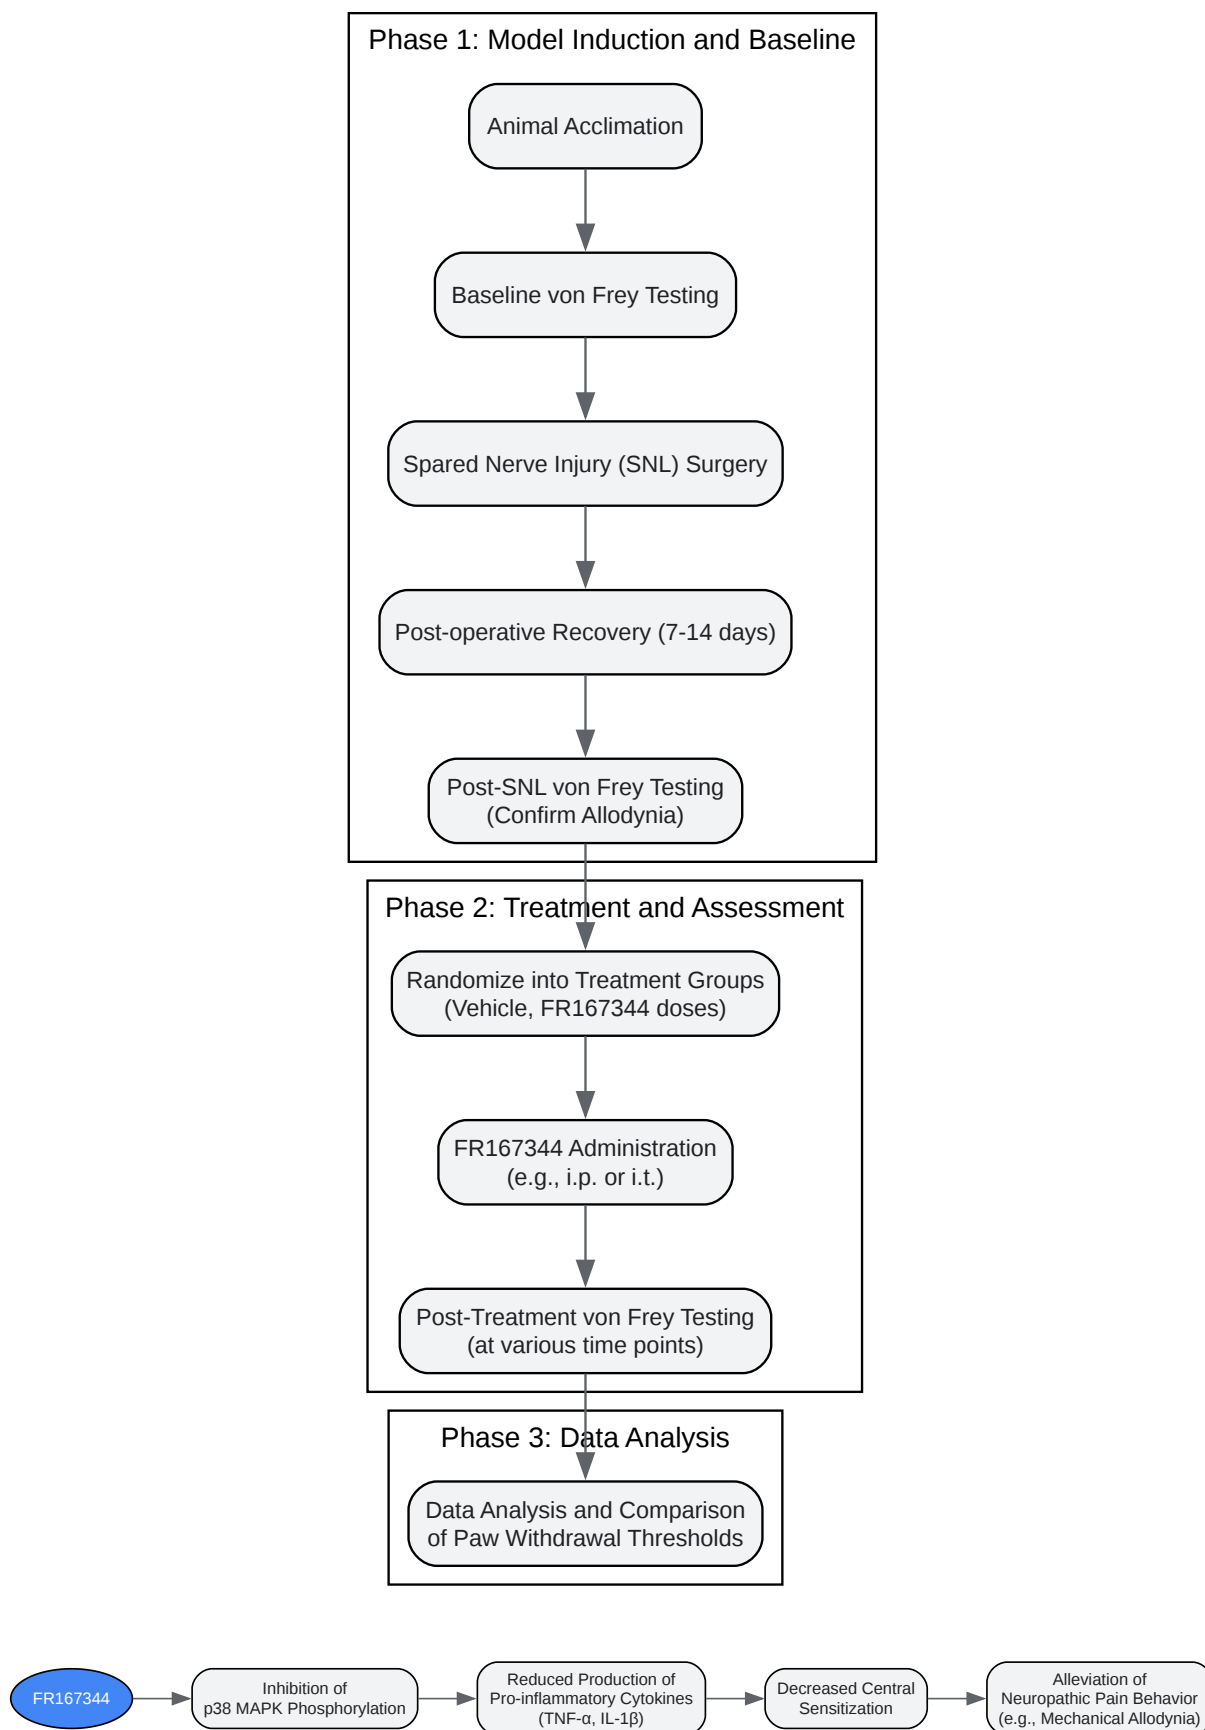 Phase 1: Model Induction and Baseline
Animal Acclimation
Baseline von Frey Testing
Spared Nerve Injury (SNL) Surgery
Post-operative Recovery (7-14 days)
Post-SNL von Frey Testing
(Confirm Allodynia)
Phase 2: Treatment and Assessment
Randomize into Treatment Groups
(Vehicle, FR167344 doses)
FR167344 Administration
(e.g., i.p. or i.t.)
Post-Treatment von Frey Testing
(at various time points)
Phase 3: Data Analysis
Data Analysis and Comparison
of Paw Withdrawal Thresholds
FR167344
Inhibition of
p38 MAPK Phosphorylation
Reduced Production of
Pro-inflammatory Cytokines
(TNF-α, IL-1β)
Decreased Central
Sensitization
Alleviation of
Neuropathic Pain Behavior
(e.g., Mechanical Allodynia)